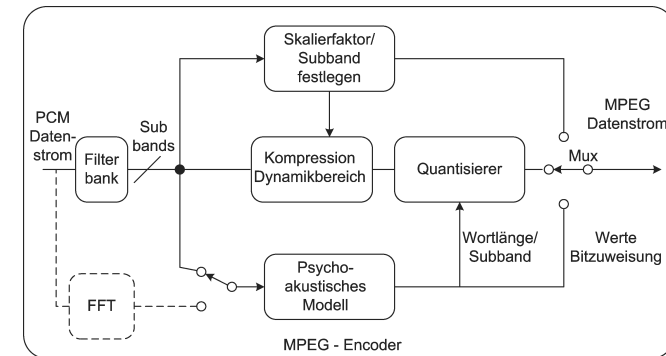 Skalierfaktor/
Subband
festlegen
PCM
Daten-
strom
Sub
bands
MPEG
Datenstrom
Filter
bank
Kompression
Dynamikbereich
Quantisierer
Mux
Wortlänge/
Subband
Werte
Bitzuweisung
Psycho-
akustisches
Modell
FFT
MPEG - Encoder